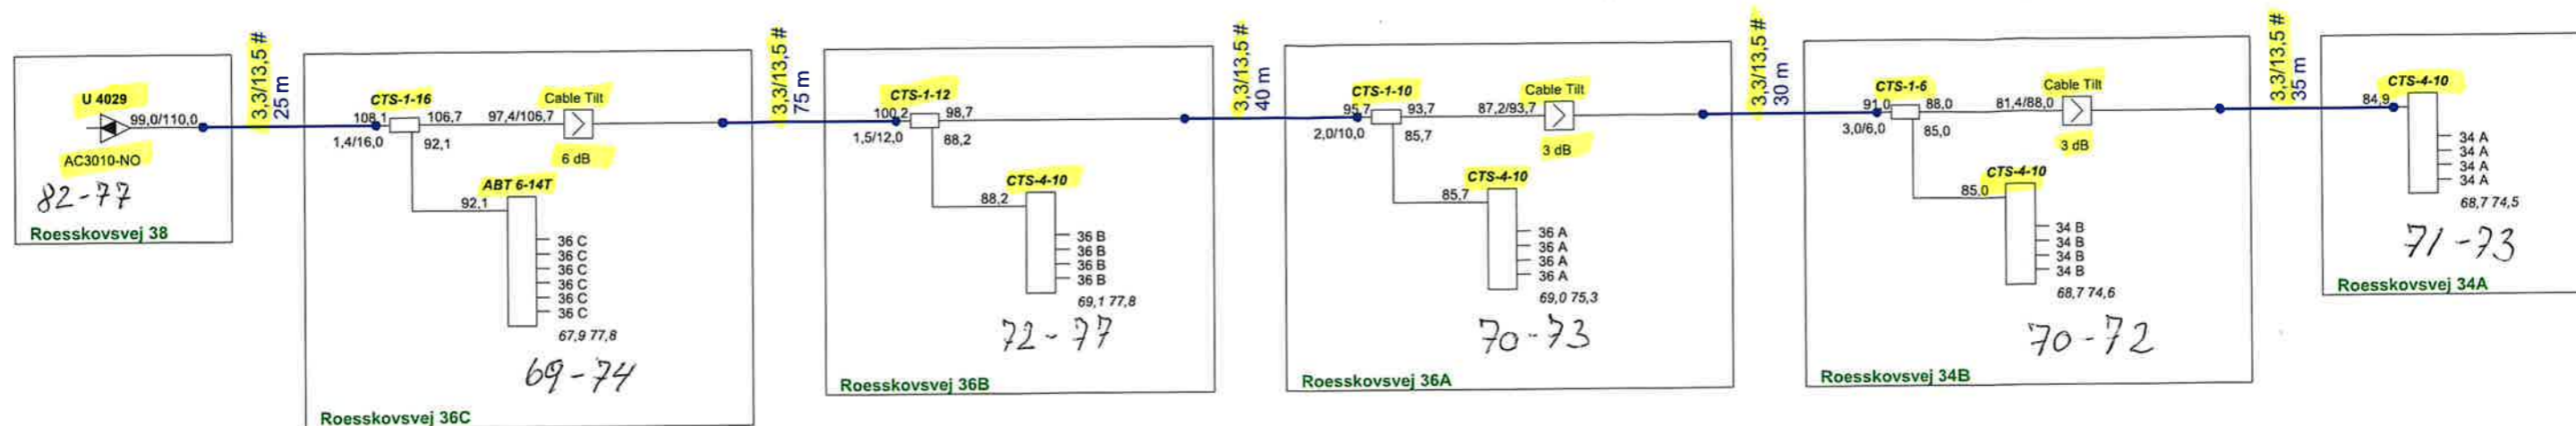 U 4029
99,0/110,0
AC3010-NO
82-77
Roesskovsvej 38
3,3/13,5 #
25 m
CTS-1-16
108,1
106,7
1,4/16,0
92,1
97,4/106,7
Cable Tilt
6 dB
ABT 6-14T
92,1
36 C
36 C
36 C
36 C
36 C
36 C
67,9 77,8
69-74
Roesskovsvej 36C
3,3/13,5 #
75 m
CTS-1-12
100,2
98,7
1,5/12,0
88,2
CTS-4-10
88,2
36 B
36 B
36 B
36 B
69,1 77,8
72-77
Roesskovsvej 36B
3,3/13,5 #
40 m
CTS-1-10
95,7
93,7
2,0/10,0
85,7
87,2/93,7
Cable Tilt
3 dB
CTS-4-10
85,7
36 A
36 A
36 A
36 A
69,0 75,3
70-73
Roesskovsvej 36A
3,3/13,5 #
30 m
CTS-1-6
91,0
88,0
3,0/6,0
85,0
81,4/88,0
Cable Tilt
3 dB
CTS-4-10
85,0
34 B
34 B
34 B
34 B
68,7 74,6
70-72
Roesskovsvej 34B
3,3/13,5 #
35 m
CTS-4-10
84,9
34 A
34 A
34 A
34 A
68,7 74,5
71-73
Roesskovsvej 34A